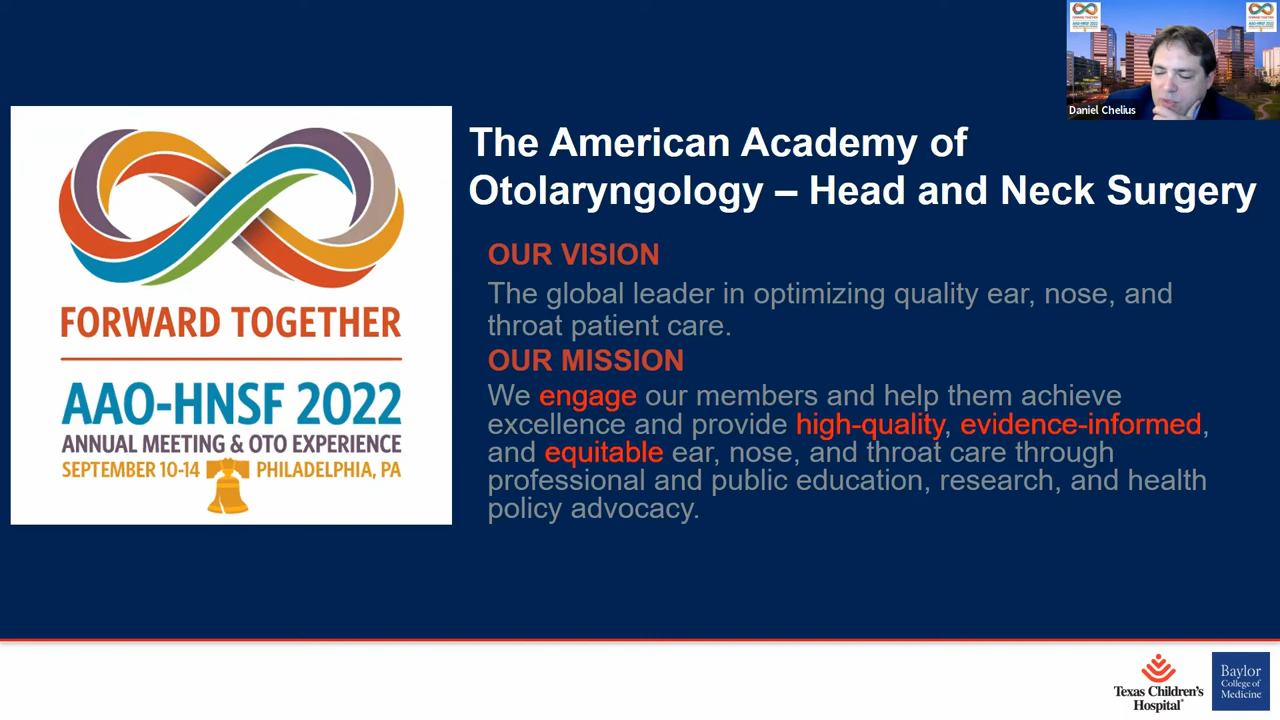 FORWARD TOGETHER
AAO-HNSF 2022
ANNUAL MEETING & OTO EXPERIENCE
SEPTEMBER 10-14 PHILADELPHIA, PA
Daniel Chelius
The American Academy of
Otolaryngology – Head and Neck Surgery
OUR VISION
The global leader in optimizing quality ear, nose, and
throat patient care.
OUR MISSION
We engage our members and help them achieve
excellence and provide high-quality, evidence-informed,
and equitable ear, nose, and throat care through
professional and public education, research, and health
policy advocacy.
Texas Children's
Hospital
Baylor
College of
Medicine